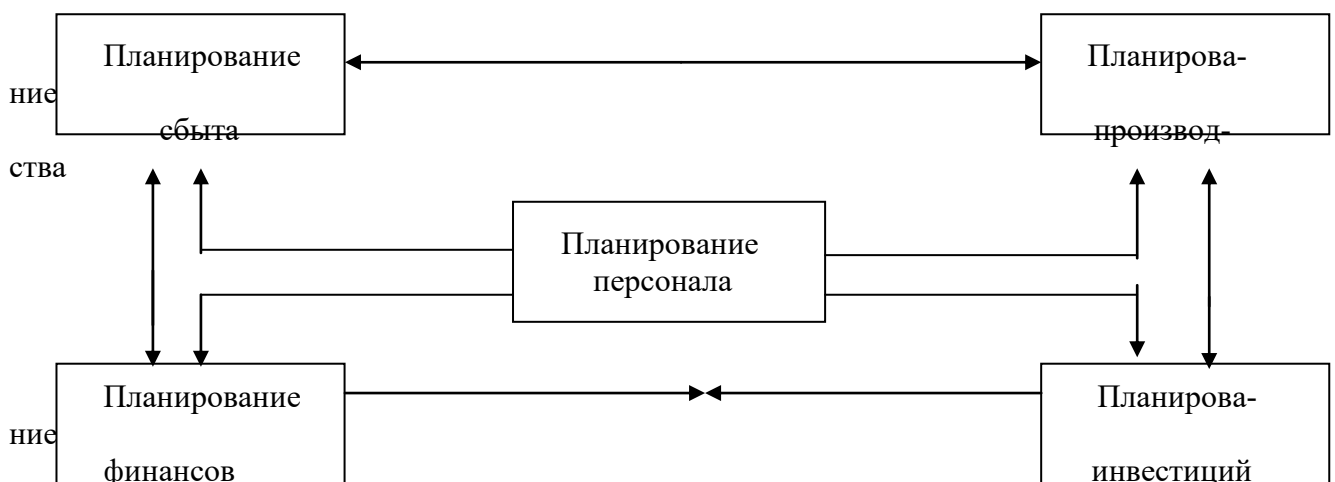 Планирование Планирова-
ние
сбыта производ-
ства
Планирование
персонала
Планирование Планирова-
ние
финансов инвестиций